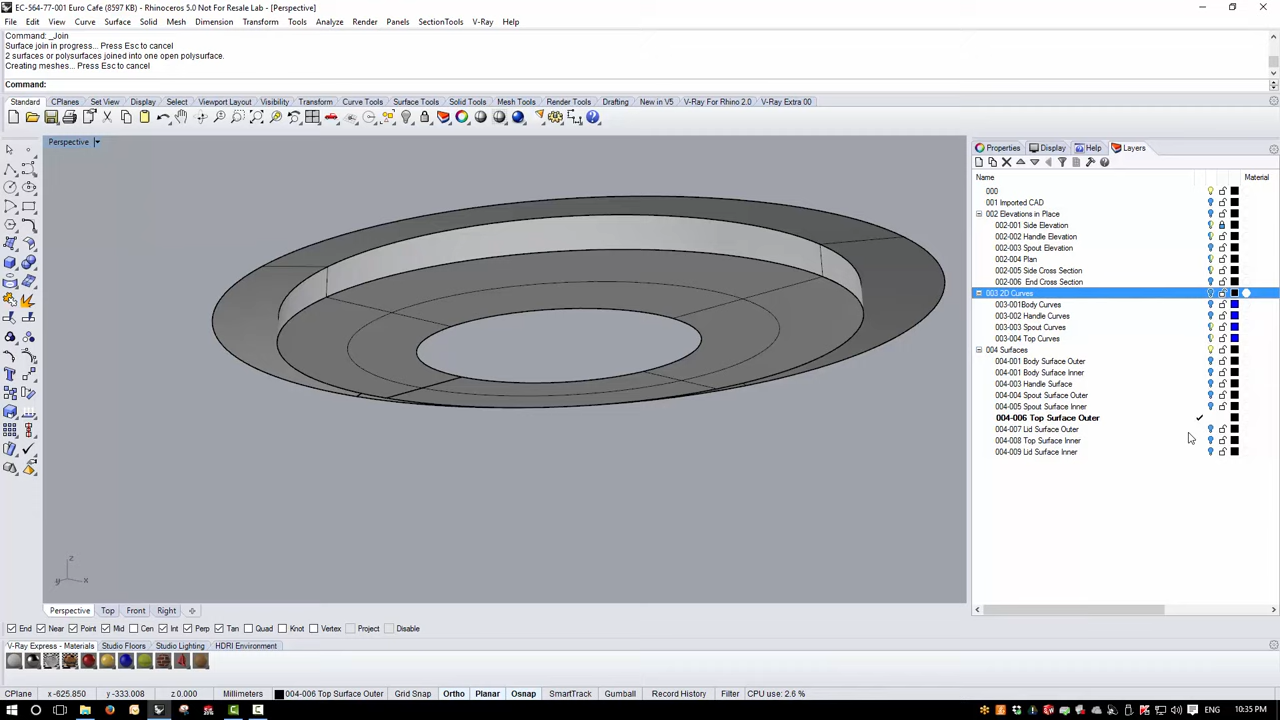 EC-564-77-001 Euro Cafe (8597 KB) - Rhinoceros 5.0 Not For Resale Lab - [Perspective]
File Edit View Curve Surface Solid Mesh Dimension Transform Tools Analyze Render Panels SectionTools V-Ray Help
Command: _Join
Surface join in progress... Press Esc to cancel
2 surfaces or polysurfaces joined into one open polysurface.
Creating meshes... Press Esc to cancel
Command:
Standard CPlanes Set View Display Select Viewport Layout Visibility Transform Curve Tools Surface Tools Solid Tools Mesh Tools Render Tools Drafting New in V5 V-Ray For Rhino 2.0 V-Ray Extra 00
Perspective
Properties Display Help Layers
Name Material
000
001 Imported CAD
002 Elevations in Place
002-001 Side Elevation
002-002 Handle Elevation
002-003 Spout Elevation
002-004 Plan
002-005 Side Cross Section
002-006 End Cross Section
003 2D Curves
003-001Body Curves
003-002 Handle Curves
003-003 Spout Curves
003-004 Top Curves
004 Surfaces
004-001 Body Surface Outer
004-001 Body Surface Inner
004-003 Handle Surface
004-004 Spout Surface Outer
004-005 Spout Surface Inner
004-006 Top Surface Outer
004-007 Lid Surface Outer
004-008 Top Surface Inner
004-009 Lid Surface Inner
z
y x
Perspective Top Front Right
End Near Point Mid Cen Int Perp Tan Quad Knot Vertex Project Disable
V-Ray Express - Materials Studio Floors Studio Lighting HDRI Environment
CPlane x -625.850 y -333.008 z 0.000 Millimeters 004-006 Top Surface Outer Grid Snap Ortho Planar Osnap SmartTrack Gumball Record History Filter CPU use: 2.6 %
ENG 10:35 PM